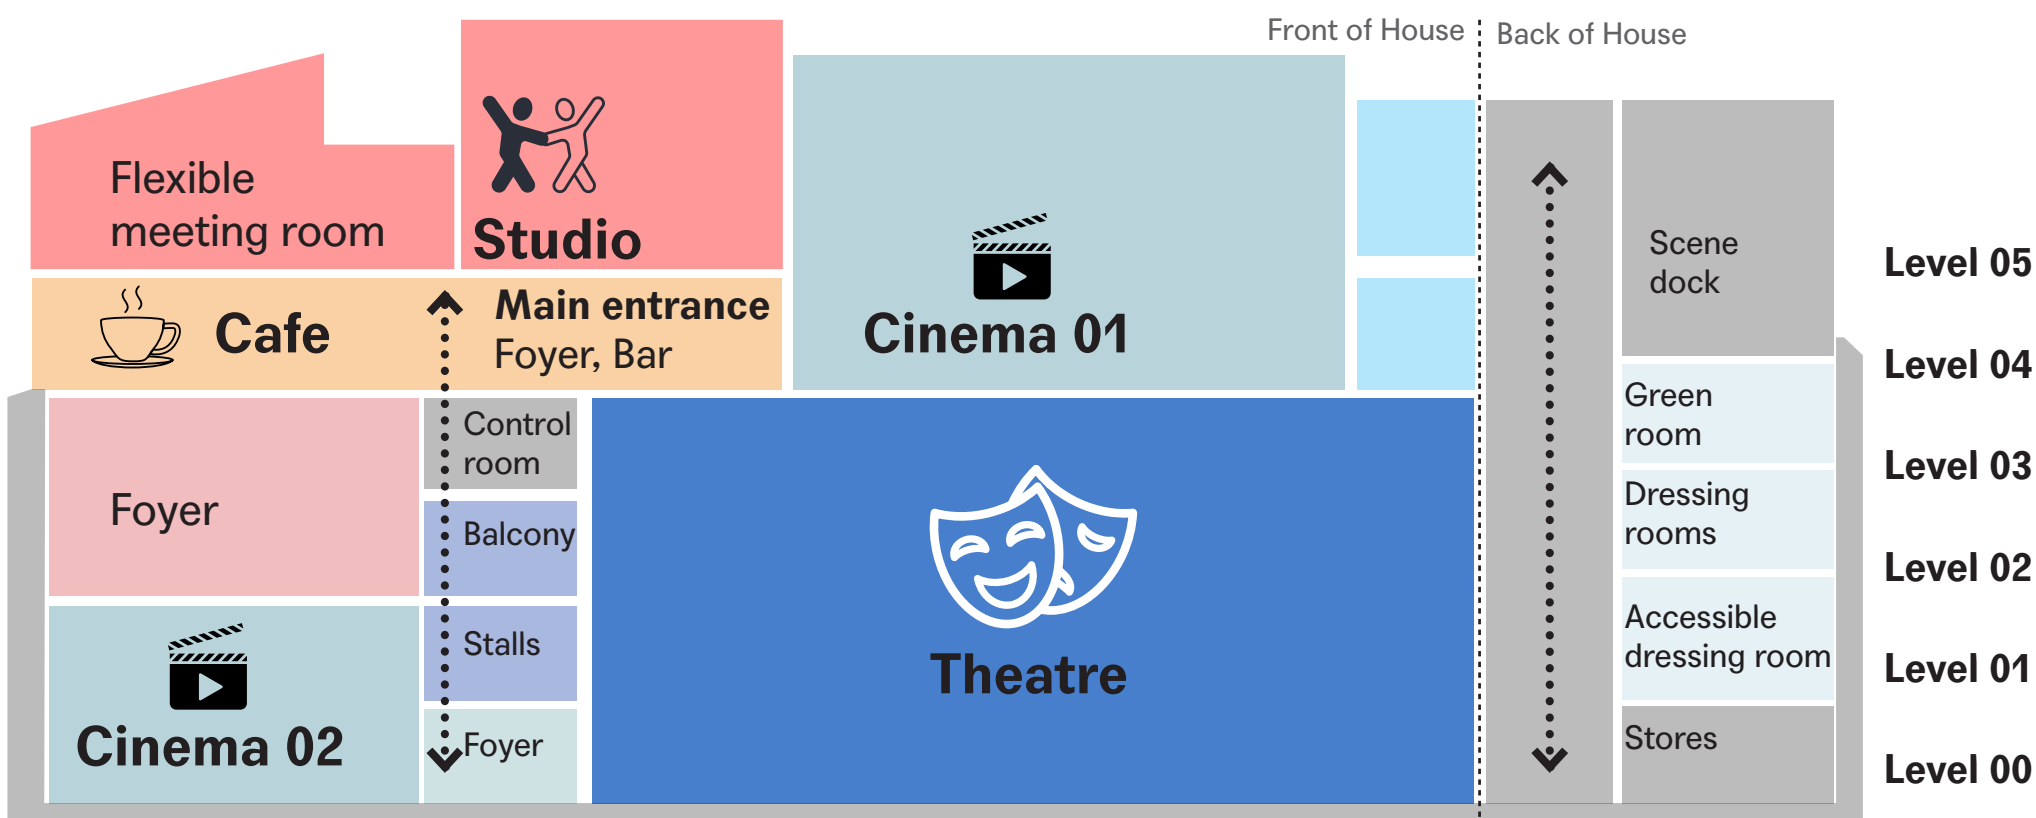 Front of House
Back of House
Flexible
meeting room
Studio
Cinema 01
Scene
dock
Level 05
Cafe
Main entrance
Foyer, Bar
Level 04
Foyer
Control
room
Green
room
Level 03
Balcony
Dressing
rooms
Level 02
Cinema 02
Stalls
Theatre
Accessible
dressing room
Level 01
Foyer
Stores
Level 00